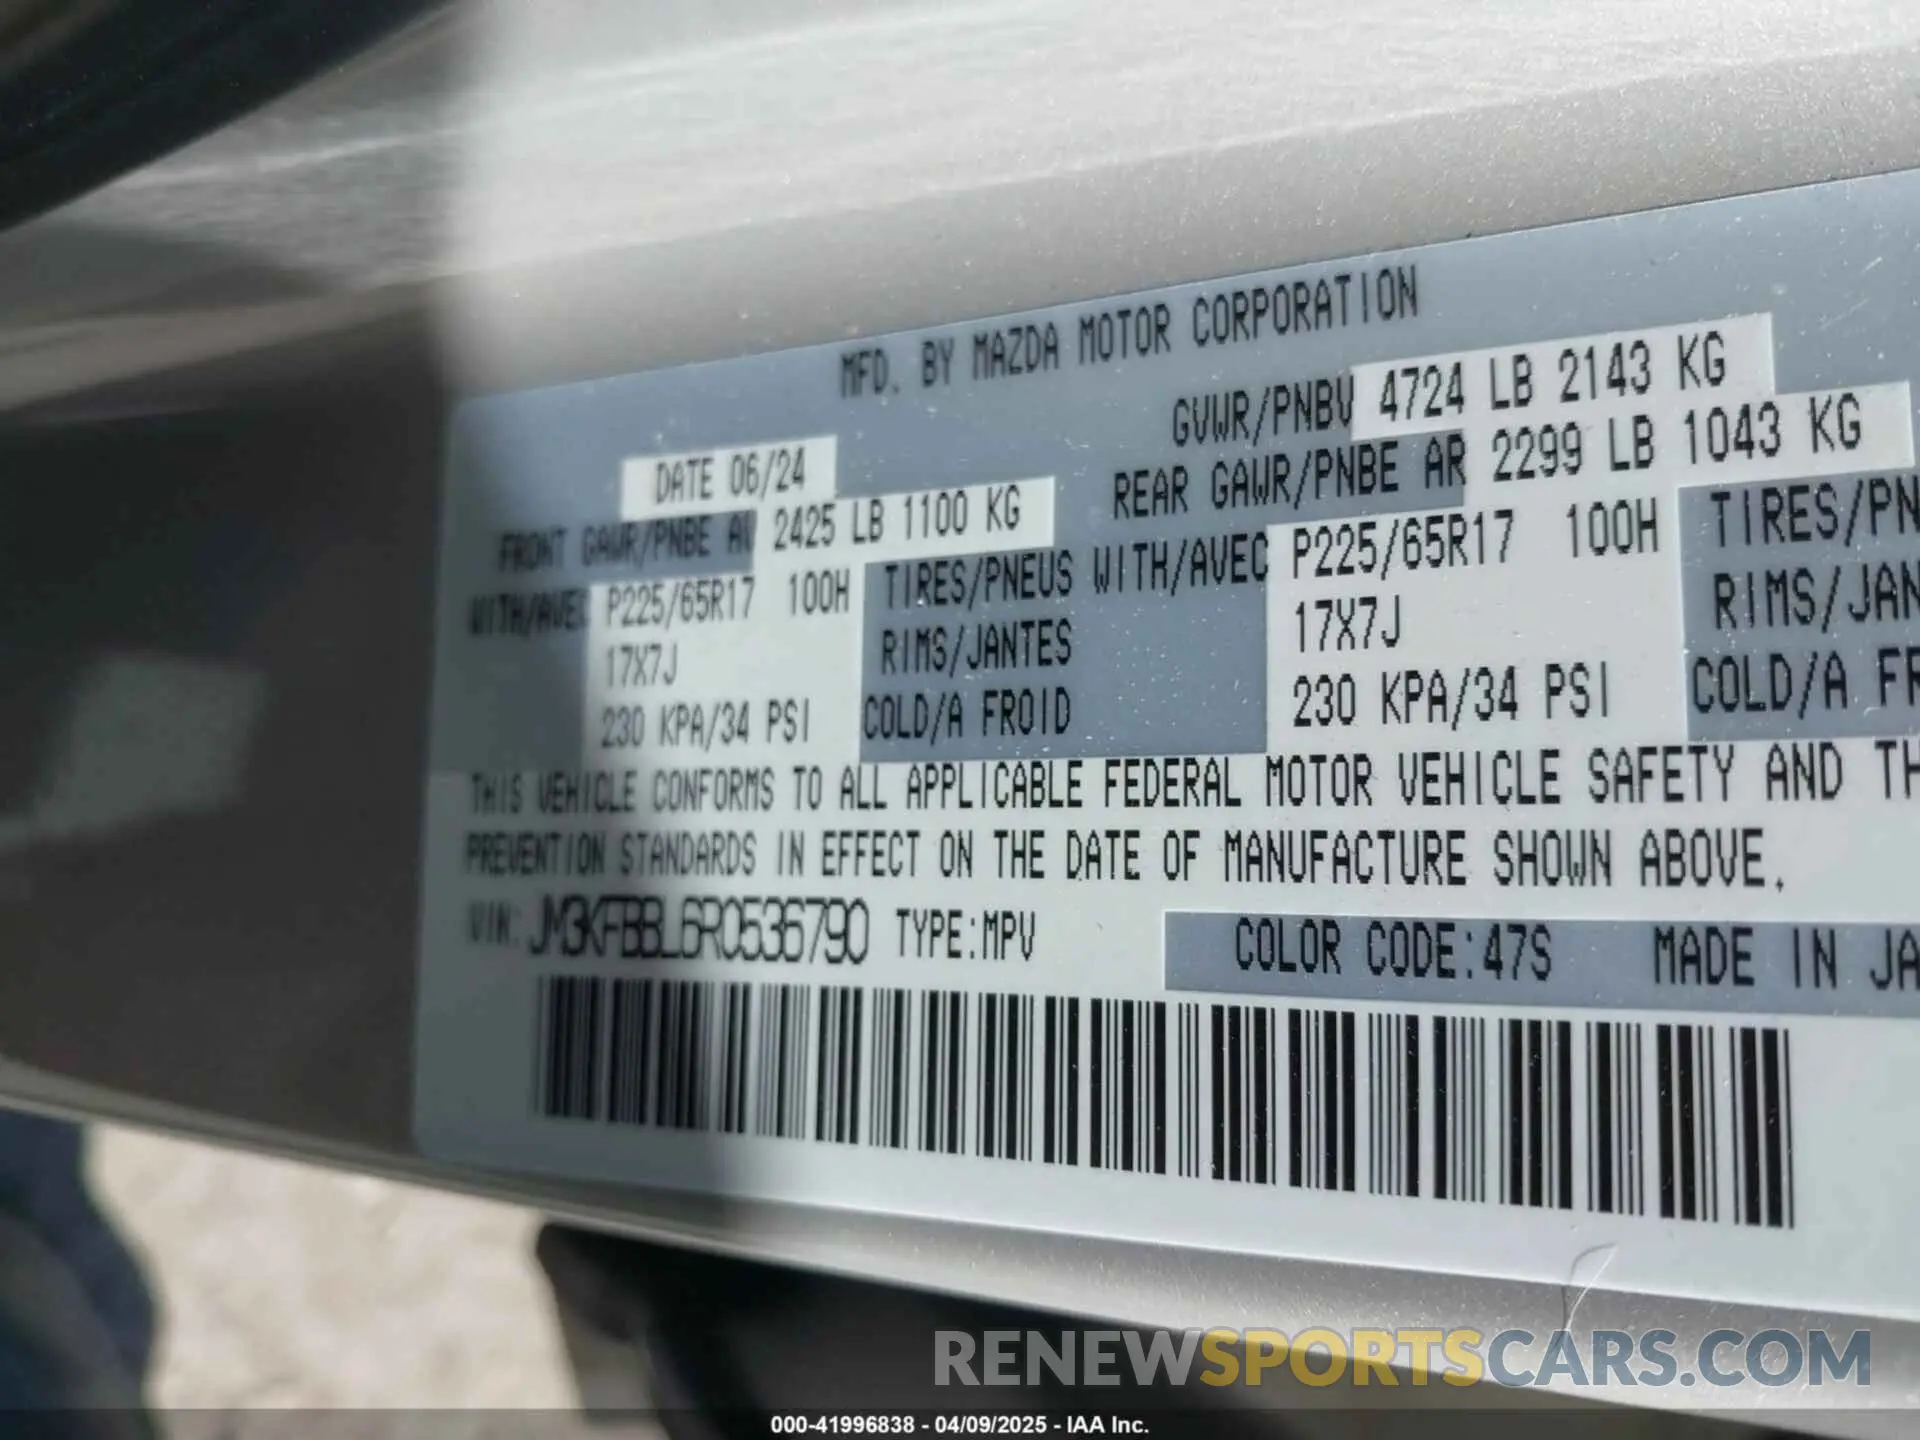 MFD. BY MAZDA MOTOR CORPORATION
DATE 06/24
GVWR/PNBV 4724 LB 2143 KG
FRONT GAWR/PNBE AV 2425 LB 1100 KG
REAR GAWR/PNBE AR 2299 LB 1043 KG
WITH/AVEC P225/65R17 100H TIRES/PNEUS WITH/AVEC P225/65R17 100H TIRES/PN
17X7J RIMS/JANTES 17X7J RIMS/JAN
230 KPA/34 PSI COLD/A FROID 230 KPA/34 PSI COLD/A FR
THIS VEHICLE CONFORMS TO ALL APPLICABLE FEDERAL MOTOR VEHICLE SAFETY AND TH
PREVENTION STANDARDS IN EFFECT ON THE DATE OF MANUFACTURE SHOWN ABOVE.
VIN: JM3KFBBL6R0536790 TYPE:MPV COLOR CODE:47S MADE IN JA
RENEWSPORTSCARS.COM
000-41996838 - 04/09/2025 - IAA Inc.